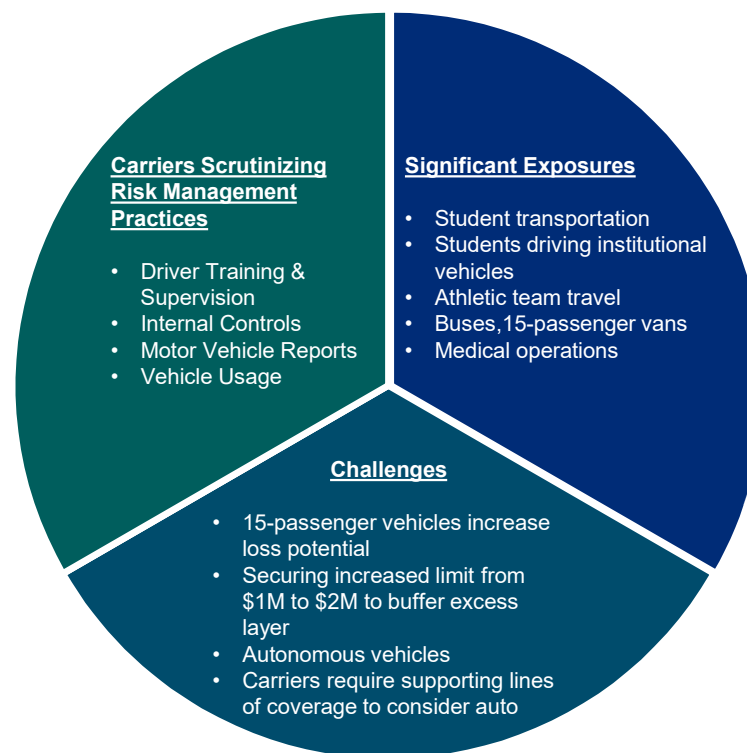 Carriers Scrutinizing
Risk Management
Practices
• Driver Training &
Supervision
• Internal Controls
• Motor Vehicle Reports
• Vehicle Usage
Significant Exposures
• Student transportation
• Students driving institutional
vehicles
• Athletic team travel
• Buses,15-passenger vans
• Medical operations
Challenges
• 15-passenger vehicles increase
loss potential
• Securing increased limit from
$1M to $2M to buffer excess
layer
• Autonomous vehicles
• Carriers require supporting lines
of coverage to consider auto